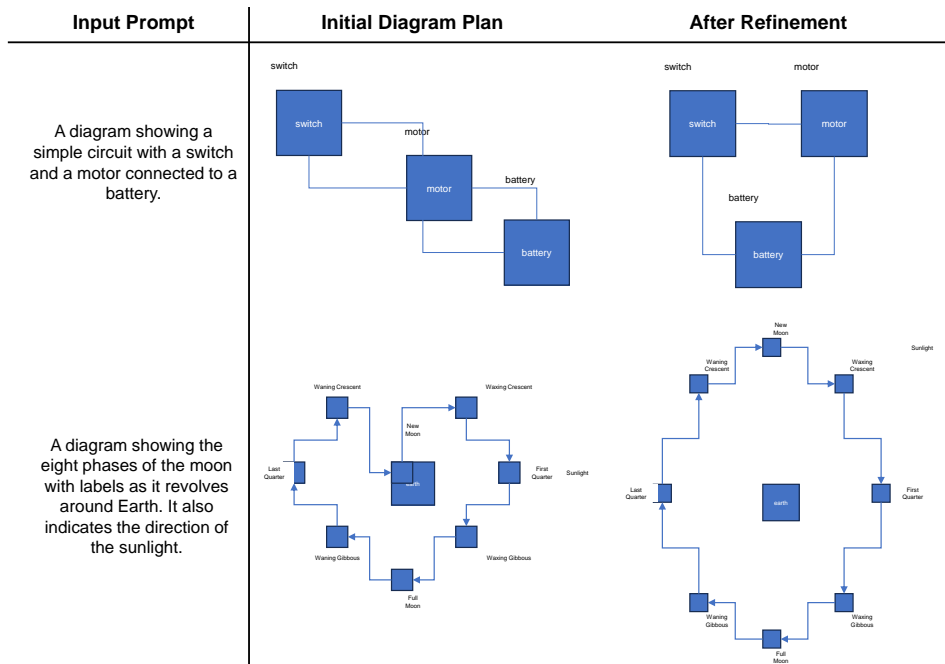 Input Prompt
Initial Diagram Plan
After Refinement
A diagram showing a
simple circuit with a switch
and a motor connected to a
battery.
switch
switch
motor
motor
battery
battery
switch
motor
switch
motor
battery
battery
A diagram showing the
eight phases of the moon
with labels as it revolves
around Earth. It also
indicates the direction of
the sunlight.
Waning Crescent
Waxing Crescent
New
Moon
Last
Quarter
earth
First
Quarter
Sunlight
Waning Gibbous
Waxing Gibbous
Full
Moon
New
Moon
Sunlight
Waning
Crescent
Waxing
Crescent
Last
Quarter
earth
First
Quarter
Waning
Gibbous
Waxing
Gibbous
Full
Moon